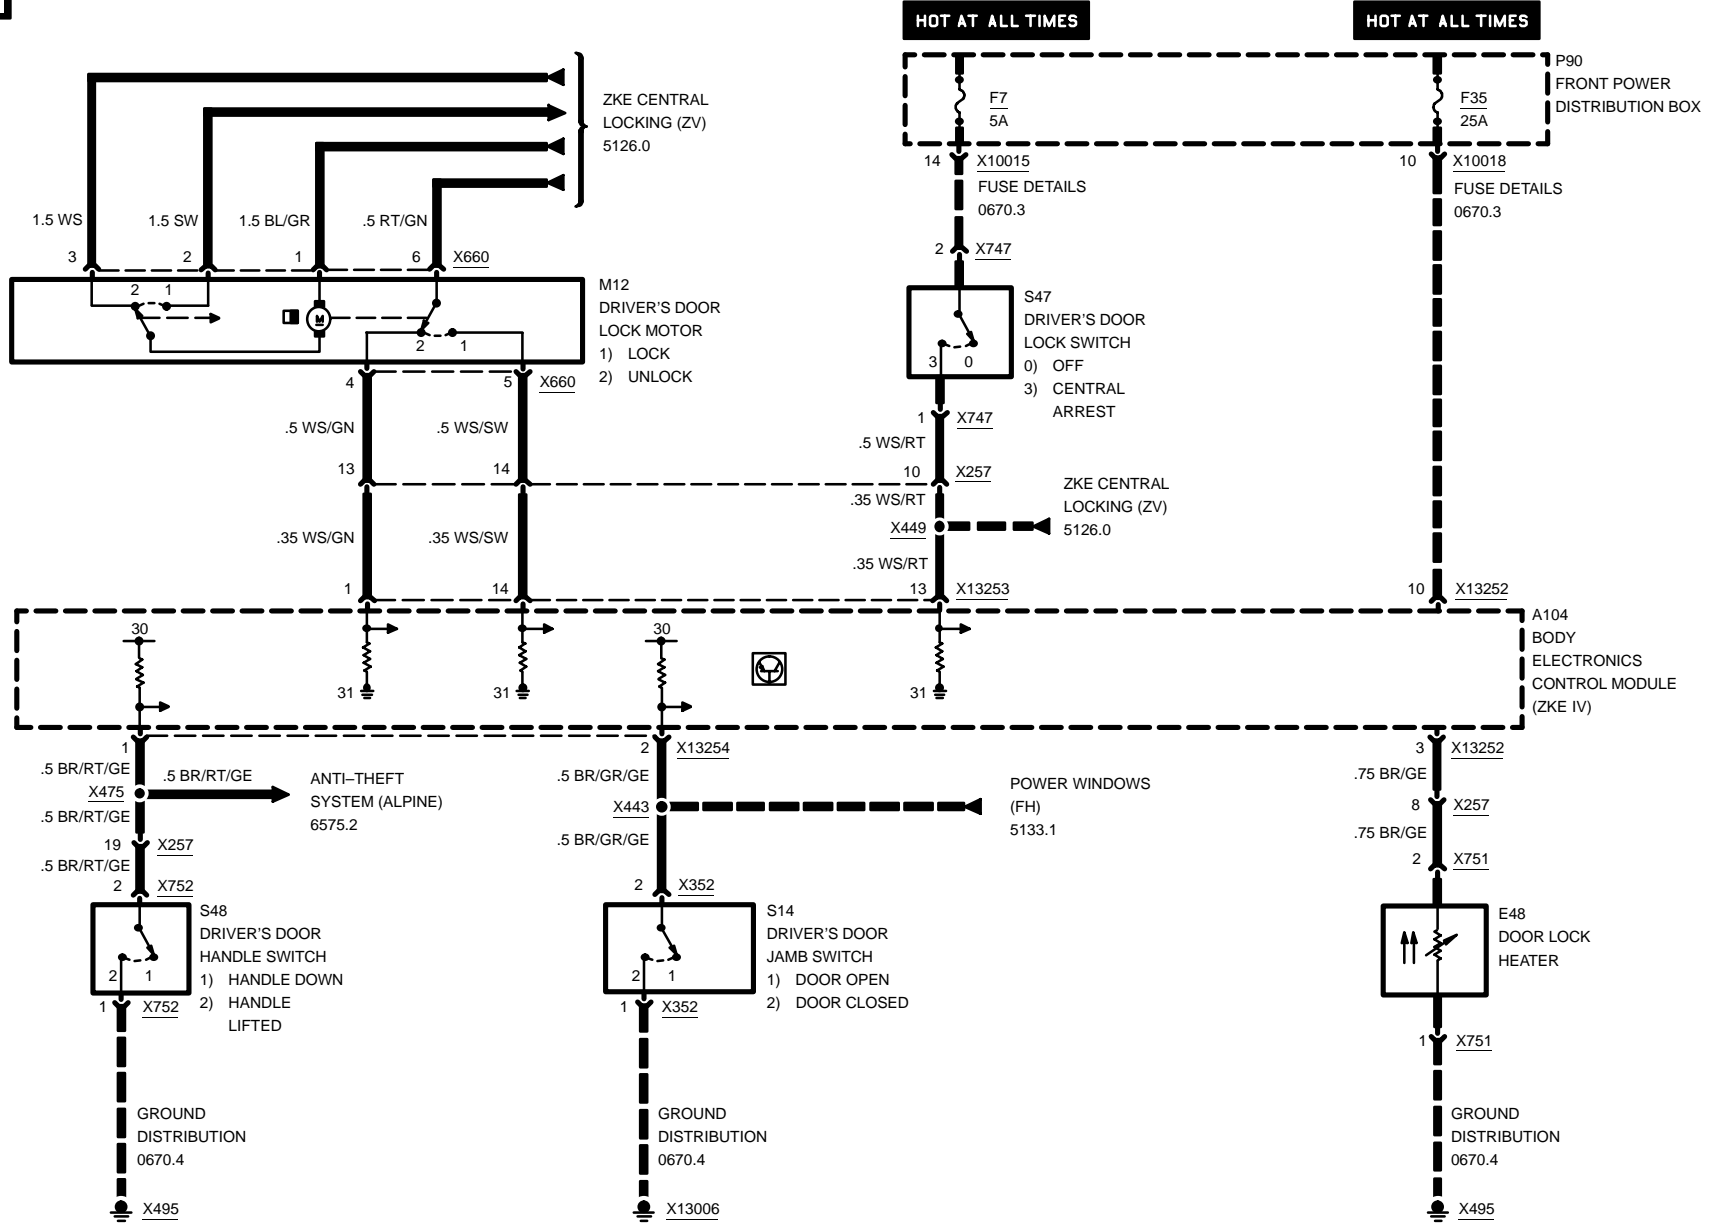 HOT AT ALL TIMES
HOT AT ALL TIMES
P90
FRONT POWER
DISTRIBUTION BOX
F7
5A
F35
25A
ZKE CENTRAL
LOCKING (ZV)
5126.0
14 X10015
FUSE DETAILS
0670.3
10 X10018
FUSE DETAILS
0670.3
1.5 WS
1.5 SW
1.5 BL/GR
.5 RT/GN
3
2
1
6 X660
2 X747
2 1
M
2 1
M12
DRIVER'S DOOR
LOCK MOTOR
1) LOCK
2) UNLOCK
S47
DRIVER'S DOOR
LOCK SWITCH
0) OFF
3) CENTRAL
ARREST
3 0
4
5 X660
1 X747
.5 WS/GN
.5 WS/SW
.5 WS/RT
13
14
10 X257
.35 WS/RT
ZKE CENTRAL
LOCKING (ZV)
5126.0
X449
.35 WS/GN
.35 WS/SW
.35 WS/RT
1
14
13 X13253
10 X13252
A104
BODY
ELECTRONICS
CONTROL MODULE
(ZKE IV)
30
31
31
30
31
1
2 X13254
3 X13252
.5 BR/RT/GE
.5 BR/RT/GE
X475
.5 BR/RT/GE
ANTI–THEFT
SYSTEM (ALPINE)
6575.2
.5 BR/GR/GE
X443
.5 BR/GR/GE
POWER WINDOWS
(FH)
5133.1
.75 BR/GE
8 X257
.75 BR/GE
2 X751
19 X257
.5 BR/RT/GE
2 X752
2 X352
S48
DRIVER'S DOOR
HANDLE SWITCH
1) HANDLE DOWN
2) HANDLE
LIFTED
2 1
S14
DRIVER'S DOOR
JAMB SWITCH
1) DOOR OPEN
2) DOOR CLOSED
2 1
E48
DOOR LOCK
HEATER
1 X752
1 X352
1 X751
GROUND
DISTRIBUTION
0670.4
GROUND
DISTRIBUTION
0670.4
GROUND
DISTRIBUTION
0670.4
X495
X13006
X495